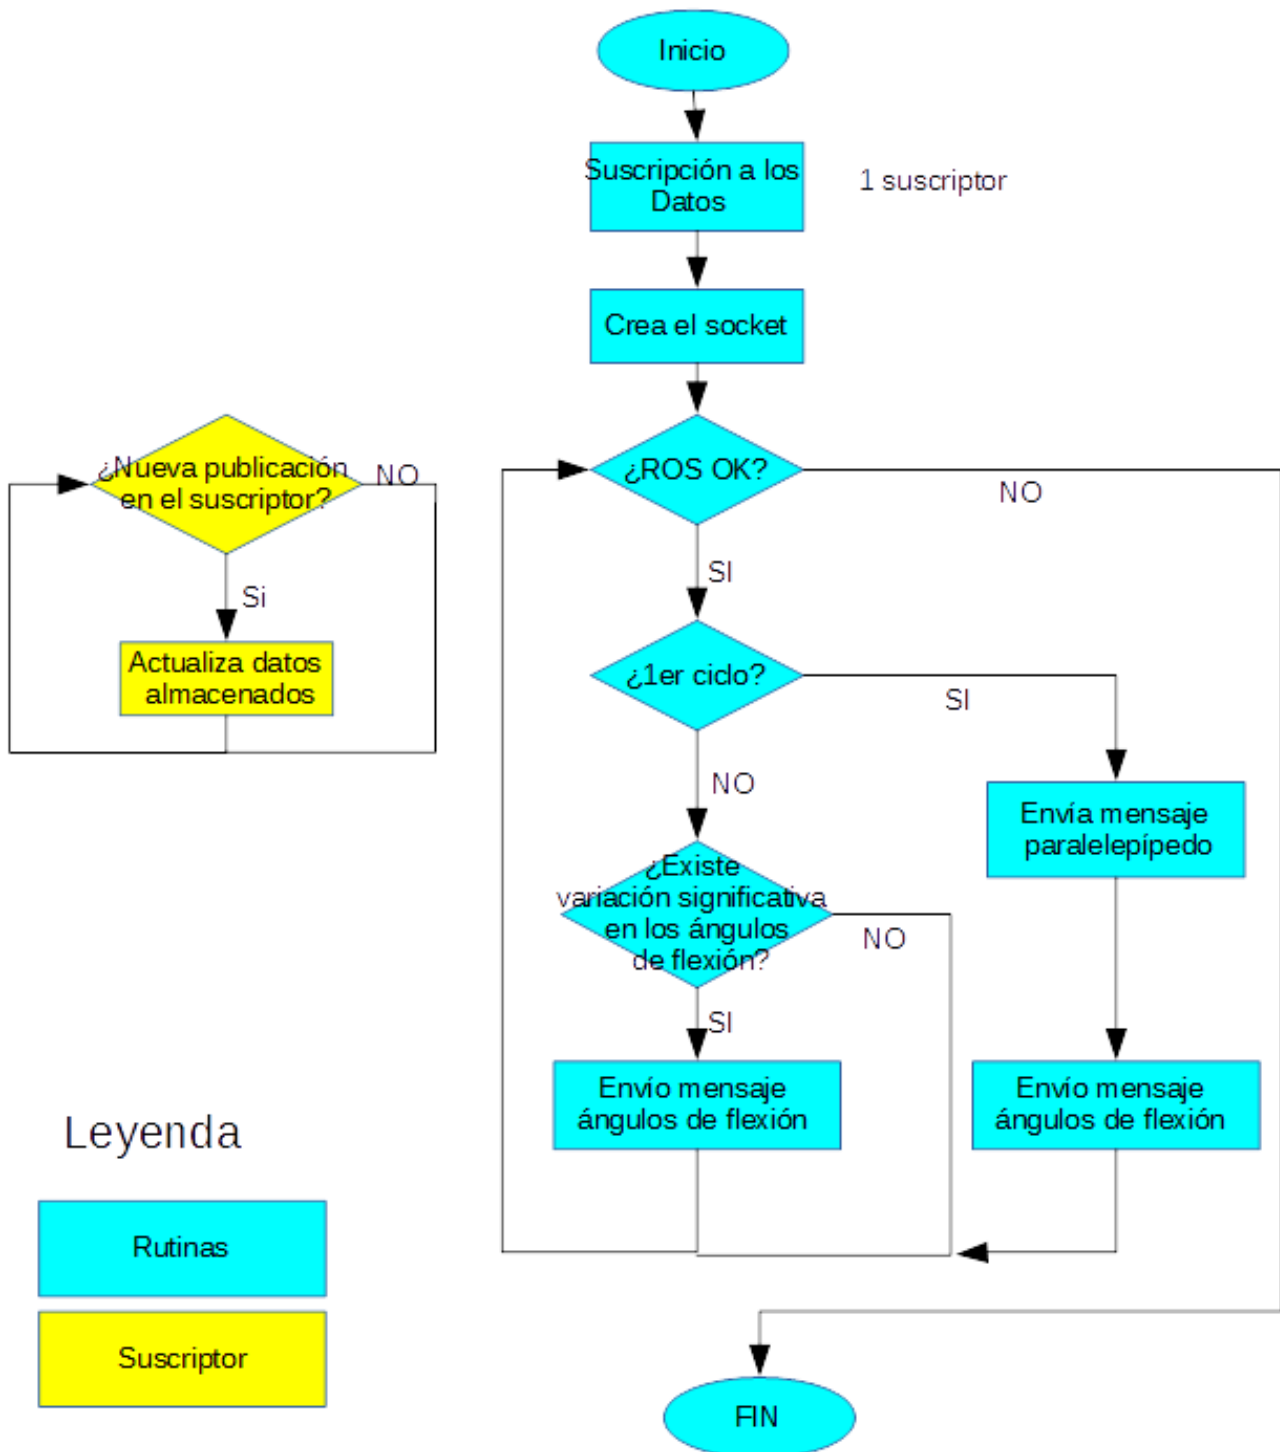 Inicio
Suscripción a los
Datos
1 suscriptor
Crea el socket
¿Nueva publicación
en el suscriptor?
NO
Si
Actualiza datos
almacenados
¿ROS OK?
NO
SI
¿1er ciclo?
SI
NO
Envía mensaje
paralelepípedo
¿Existe
variación significativa
en los ángulos
de flexión?
NO
SI
Envío mensaje
ángulos de flexión
Envío mensaje
ángulos de flexión
Leyenda
Rutinas
Suscriptor
FIN